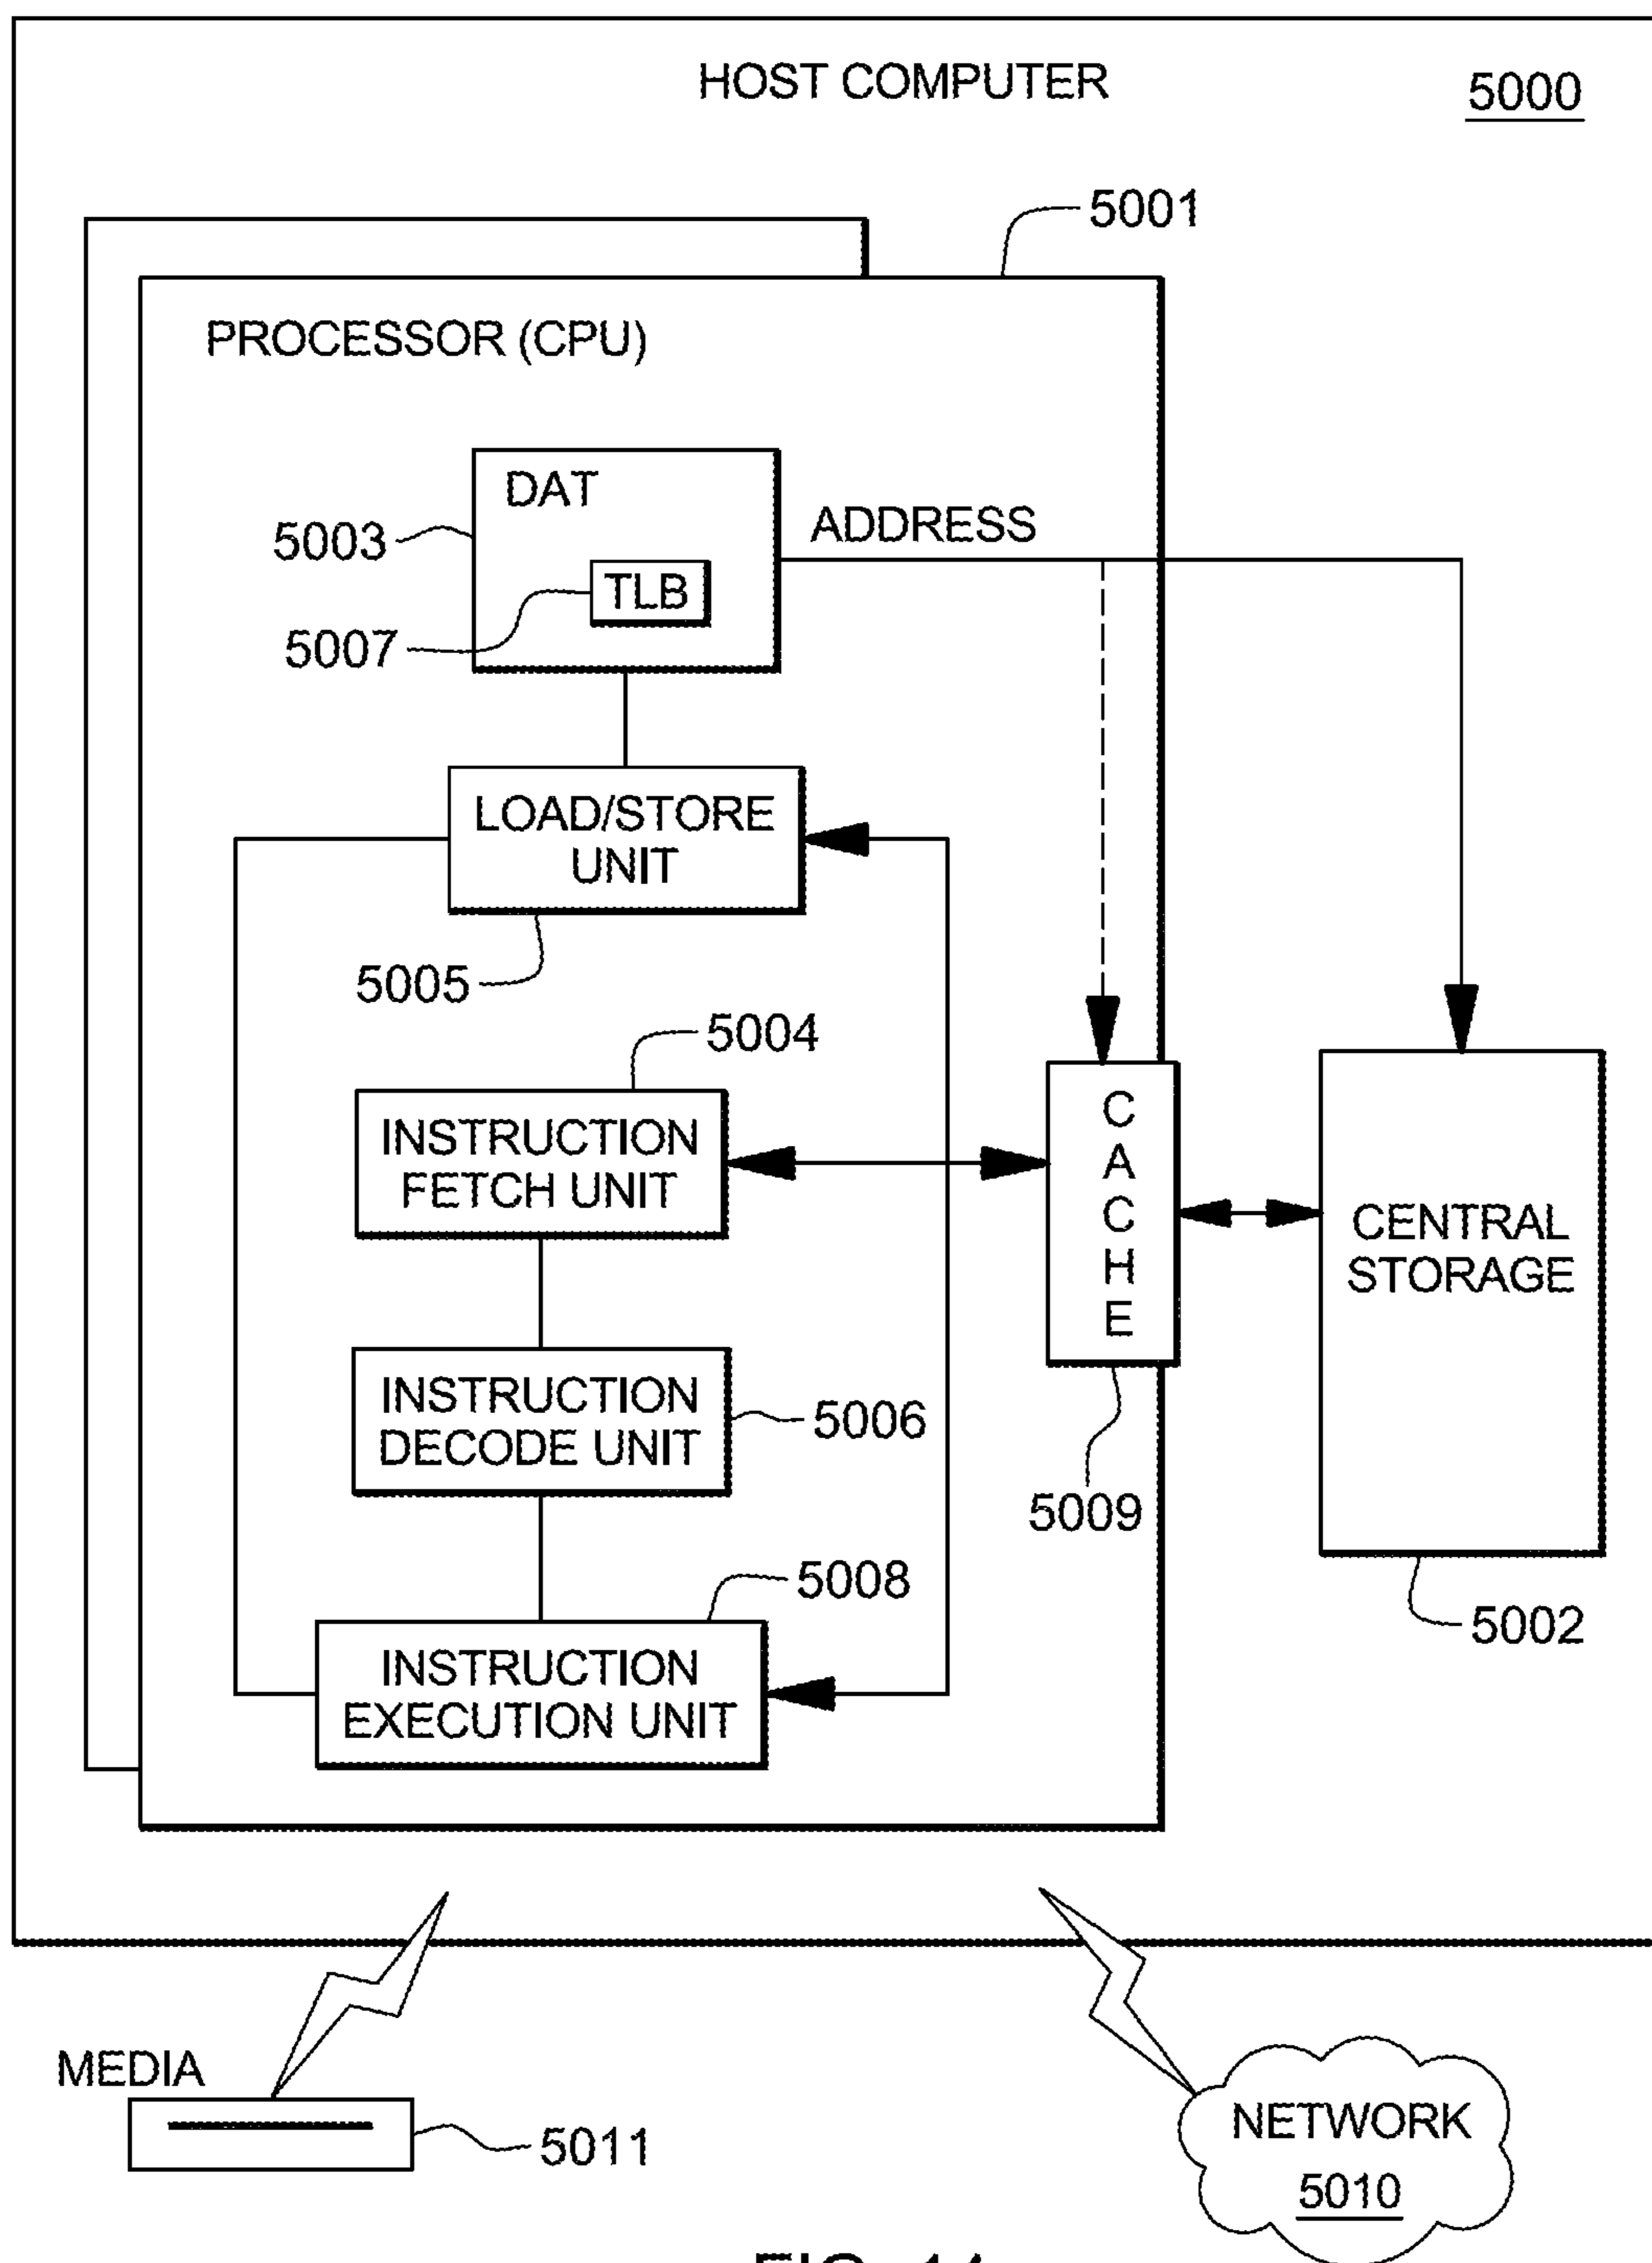 HOST COMPUTER
5000
5001
PROCESSOR (CPU)
DAT
ADDRESS
5003
TLB
5007
LOAD/STORE
UNIT
5005
5004
INSTRUCTION
FETCH UNIT
CACHE
CENTRAL
STORAGE
INSTRUCTION
DECODE UNIT
5006
5009
5008
INSTRUCTION
EXECUTION UNIT
5002
MEDIA
5011
NETWORK
5010